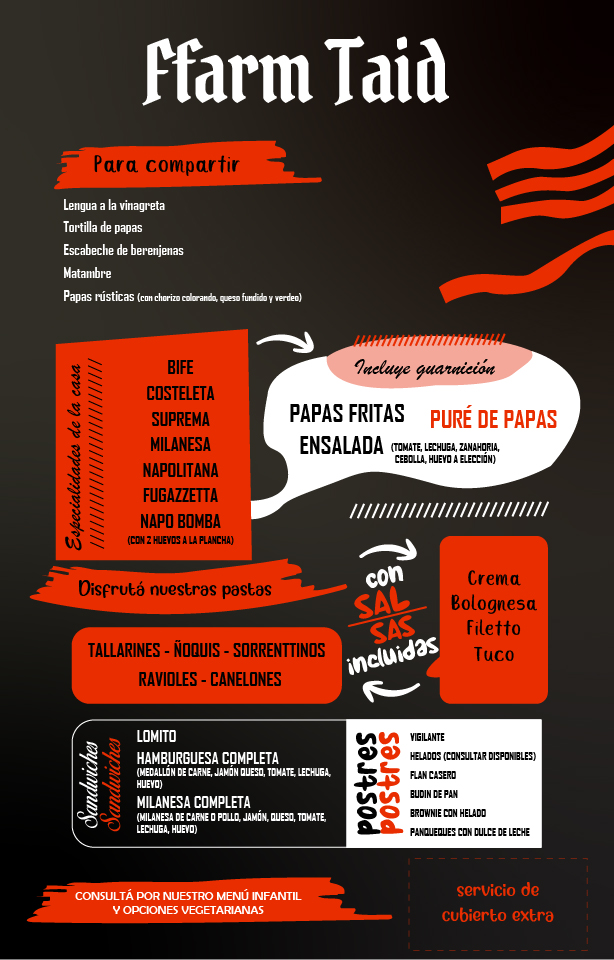 Ffarm Taid
Para compartir
Lengua a la vinagreta
Tortilla de papas
Escabeche de berenjenas
Matambre
Papas rústicas (con chorizo colorando, queso fundido y verdeo)
Especialidades de la casa
BIFE
COSTELETA
SUPREMA
MILANESA
NAPOLITANA
FUGAZZETTA
NAPO BOMBA
(CON 2 HUEVOS A LA PLANCHA)
Incluye guarnición
PAPAS FRITAS
PURÉ DE PAPAS
ENSALADA (TOMATE, LECHUGA, ZANAHORIA,
CEBOLLA, HUEVO A ELECCIÓN)
Disfrutá nuestras pastas
TALLARINES - ÑOQUIS - SORRENTTINOS
RAVIOLES - CANELONES
con
SAL
SAS
incluidas
Crema
Bolognesa
Filetto
Tuco
Sandwiches
Sandwiches
LOMITO
HAMBURGUESA COMPLETA
(MEDALLÓN DE CARNE, JAMÓN QUESO, TOMATE, LECHUGA,
HUEVO)
MILANESA COMPLETA
(MILANESA DE CARNE O POLLO, JAMÓN, QUESO, TOMATE,
LECHUGA, HUEVO)
postres
postres
VIGILANTE
HELADOS (CONSULTAR DISPONIBLES)
FLAN CASERO
BUDIN DE PAN
BROWNIE CON HELADO
PANQUEQUES CON DULCE DE LECHE
CONSULTÁ POR NUESTRO MENÚ INFANTIL
Y OPCIONES VEGETARIANAS
servicio de
cubierto extra